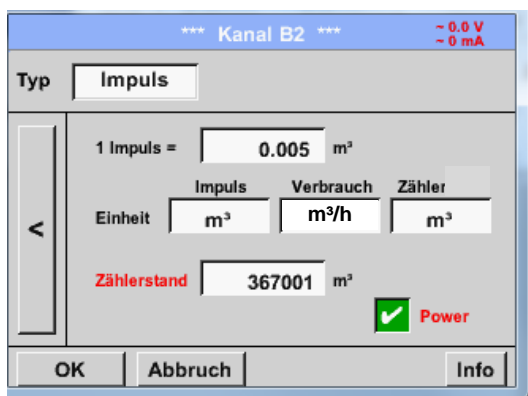 *** Kanal B2 ***
~ 0.0 V
~ 0 mA
Typ Impuls
1 Impuls = 0.005 m³
Impuls Verbrauch Zähler
Einheit m³ m³/h m³
<
Zählerstand 367001 m³
Power
OK Abbruch Info